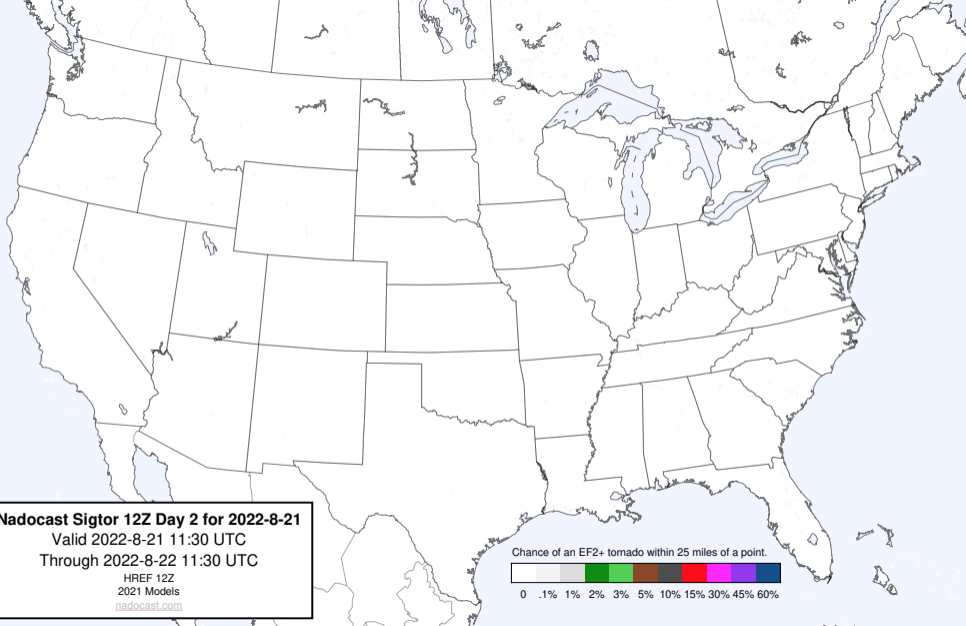 Nadocast Sigtor 12Z Day 2 for 2022-8-21
Valid 2022-8-21 11:30 UTC
Through 2022-8-22 11:30 UTC
HREF 12Z
2021 Models
nadocast.com
Chance of an EF2+ tornado within 25 miles of a point.
0 .1% 1% 2% 3% 5% 10% 15% 30% 45% 60%